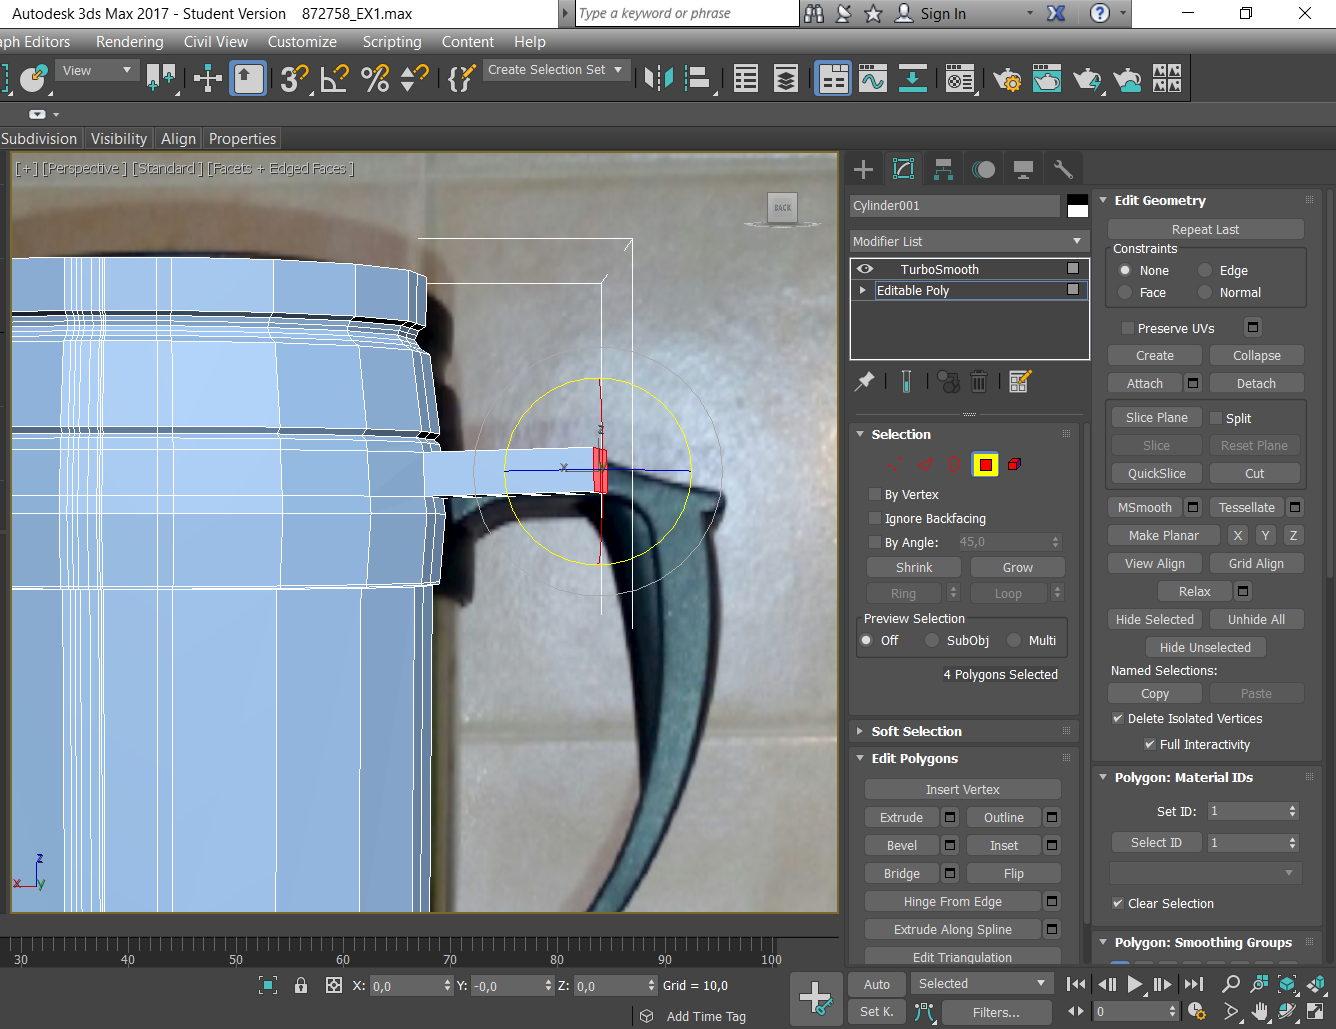 Autodesk 3ds Max 2017 - Student Version    872758_EX1.max
Type a keyword or phrase
Sign In
aph Editors Rendering Civil View Customize Scripting Content Help
View
3
Create Selection Set
Subdivision Visibility Align Properties
[+] [Perspective ] [Standard ] [Facets + Edged Faces ]
BACK
Cylinder001
Modifier List
TurboSmooth
Editable Poly
Selection
By Vertex
Ignore Backfacing
By Angle: 45,0
Shrink Grow
Ring Loop
Preview Selection
Off SubObj Multi
4 Polygons Selected
Soft Selection
Edit Polygons
Insert Vertex
Extrude Outline
Bevel Inset
Bridge Flip
Hinge From Edge
Extrude Along Spline
Edit Triangulation
Edit Geometry
Repeat Last
Constraints
None Edge
Face Normal
Preserve UVs
Create Collapse
Attach Detach
Slice Plane Split
Slice Reset Plane
QuickSlice Cut
MSmooth Tessellate
Make Planar X Y Z
View Align Grid Align
Relax
Hide Selected Unhide All
Hide Unselected
Named Selections:
Copy Paste
Delete Isolated Vertices
Full Interactivity
Polygon: Material IDs
Set ID: 1
Select ID 1
Clear Selection
Polygon: Smoothing Groups
z
x
z
x y
30 40 50 60 70 80 90 100
X: 0,0 Y: -0,0 Z: 0,0 Grid = 10,0
Add Time Tag
Auto Selected
Set K. Filters...
0